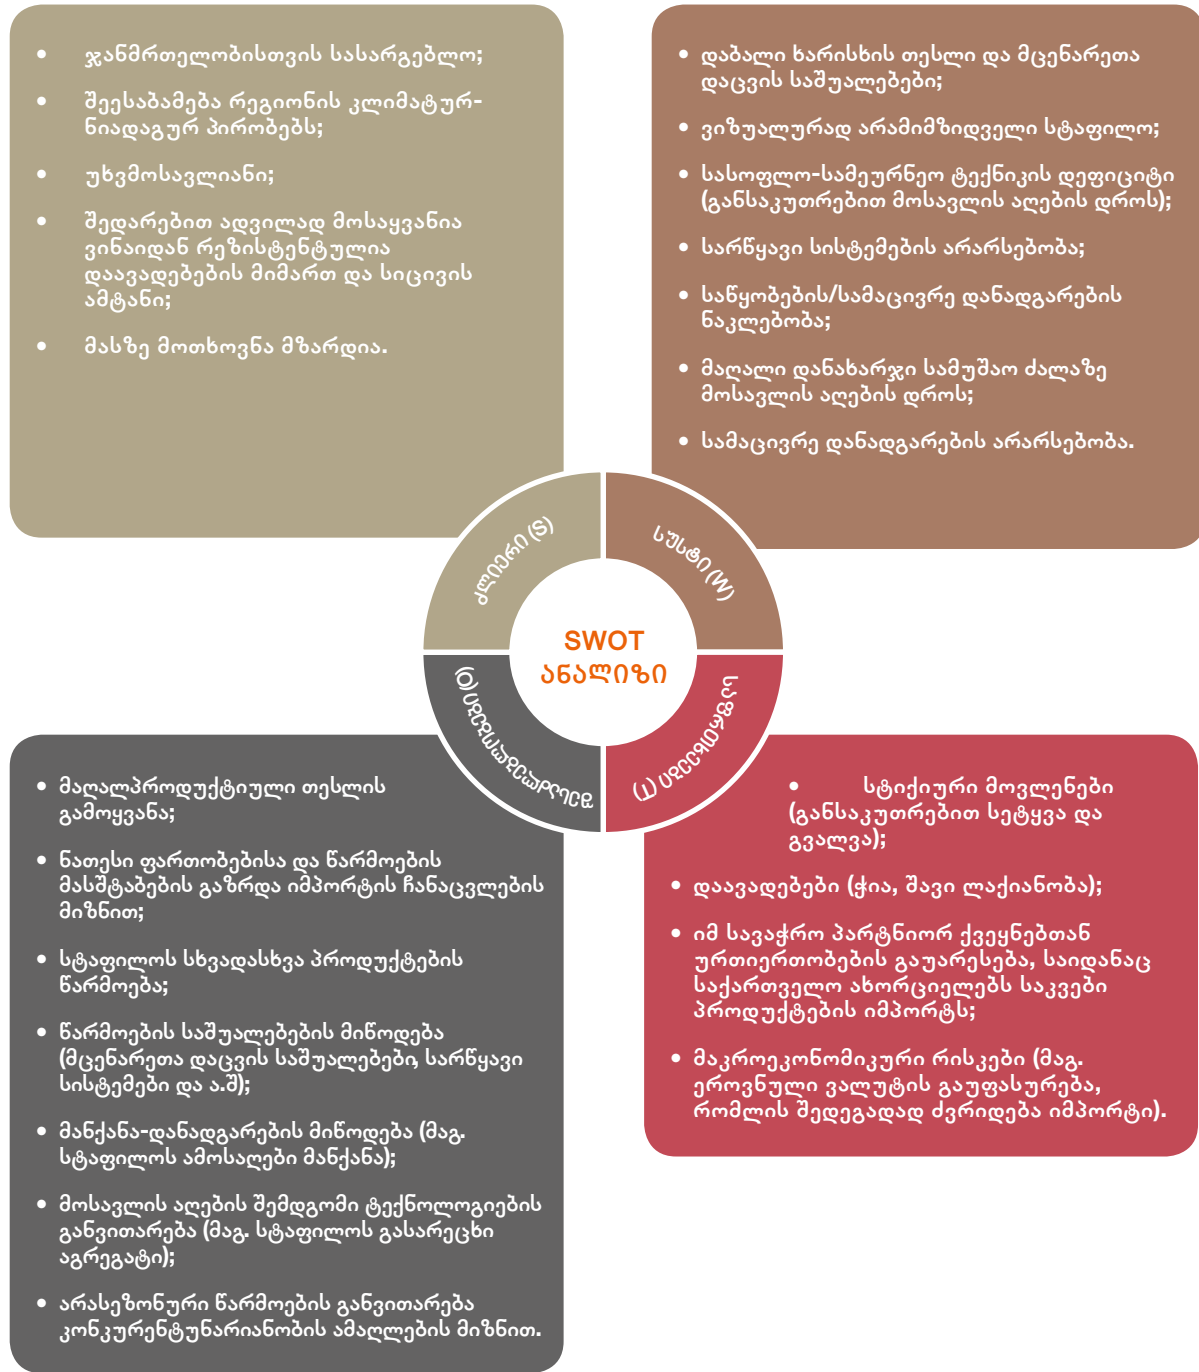 • ჯანმრთელობისთვის სასარგებლო;
• შეესაბამება რეგიონის კლიმატურ-
ნიადაგურ პირობებს;
• უხვმოსავლიანი;
• შედარებით ადვილად მოსაყვანია
ვინაიდან რეზისტენტულია
დაავადებების მიმართ და სიცივის
ამტანი;
• მასზე მოთხოვნა მზარდია.
• დაბალი ხარისხის თესლი და მცენარეთა
დაცვის საშუალებები;
• ვიზუალურად არამიმზიდველი სტაფილო;
• სასოფლო-სამეურნეო ტექნიკის დეფიციტი
(განსაკუთრებით მოსავლის აღების დროს);
• სარწყავი სისტემების არარსებობა;
• საწყობების/სამაცივრე დანადგარების
ნაკლებობა;
• მაღალი დანახარჯი სამუშაო ძალაზე
მოსავლის აღების დროს;
• სამაცივრე დანადგარების არარსებობა.
ძლიერი (S)
სუსტი (W)
SWOT
ანალიზი
შესაძლებლობები (O)
საფრთხეები (T)
• მაღალპროდუქტიული თესლის
გამოყვანა;
• ნათესი ფართობებისა და წარმოების
მასშტაბების გაზრდა იმპორტის ჩანაცვლების
მიზნით;
• სტაფილოს სხვადასხვა პროდუქტების
წარმოება;
• წარმოების საშუალებების მიწოდება
(მცენარეთა დაცვის საშუალებები, სარწყავი
სისტემები და ა.შ);
• მანქანა-დანადგარების მიწოდება (მაგ.
სტაფილოს ამოსაღები მანქანა);
• მოსავლის აღების შემდგომი ტექნოლოგიების
განვითარება (მაგ. სტაფილოს გასარეცხი
აგრეგატი);
• არასეზონური წარმოების განვითარება
კონკურენტუნარიანობის ამაღლების მიზნით.
• სტიქიური მოვლენები
(განსაკუთრებით სეტყვა და
გვალვა);
• დაავადებები (ჭია, შავი ლაქიანობა);
• იმ სავაჭრო პარტნიორ ქვეყნებთან
ურთიერთობების გაუარესება, საიდანაც
საქართველო ახორციელებს საკვები
პროდუქტების იმპორტს;
• მაკროეკონომიკური რისკები (მაგ.
ეროვნული ვალუტის გაუფასურება,
რომლის შედეგადად ძვრიდება იმპორტი).